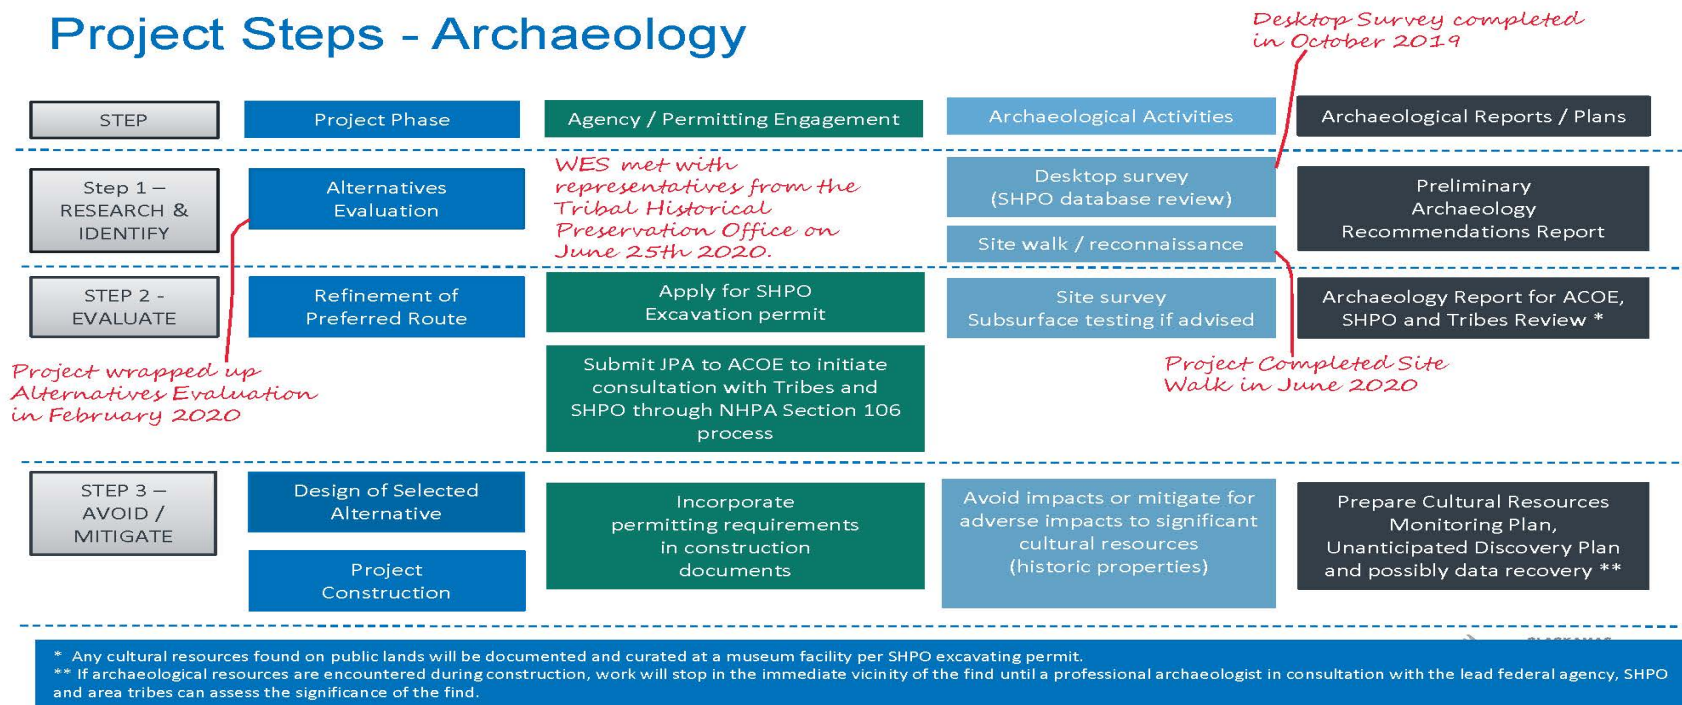 Project Steps - Archaeology
Desktop Survey completed
in October 2019
STEP
Project Phase
Agency / Permitting Engagement
Archaeological Activities
Archaeological Reports / Plans
Step 1 –
RESEARCH &
IDENTIFY
Alternatives
Evaluation
WES met with
representatives from the
Tribal Historical
Preservation Office on
June 25th 2020.
Desktop survey
(SHPO database review)
Site walk / reconnaissance
Preliminary
Archaeology
Recommendations Report
STEP 2 -
EVALUATE
Refinement of
Preferred Route
Apply for SHPO
Excavation permit
Submit JPA to ACOE to initiate
consultation with Tribes and
SHPO through NHPA Section 106
process
Site survey
Subsurface testing if advised
Archaeology Report for ACOE,
SHPO and Tribes Review *
Project wrapped up
Alternatives Evaluation
in February 2020
Project Completed Site
Walk in June 2020
STEP 3 –
AVOID /
MITIGATE
Design of Selected
Alternative
Project
Construction
Incorporate
permitting requirements
in construction
documents
Avoid impacts or mitigate for
adverse impacts to significant
cultural resources
(historic properties)
Prepare Cultural Resources
Monitoring Plan,
Unanticipated Discovery Plan
and possibly data recovery **
* Any cultural resources found on public lands will be documented and curated at a museum facility per SHPO excavating permit.
** If archaeological resources are encountered during construction, work will stop in the immediate vicinity of the find until a professional archaeologist in consultation with the lead federal agency, SHPO
and area tribes can assess the significance of the find.